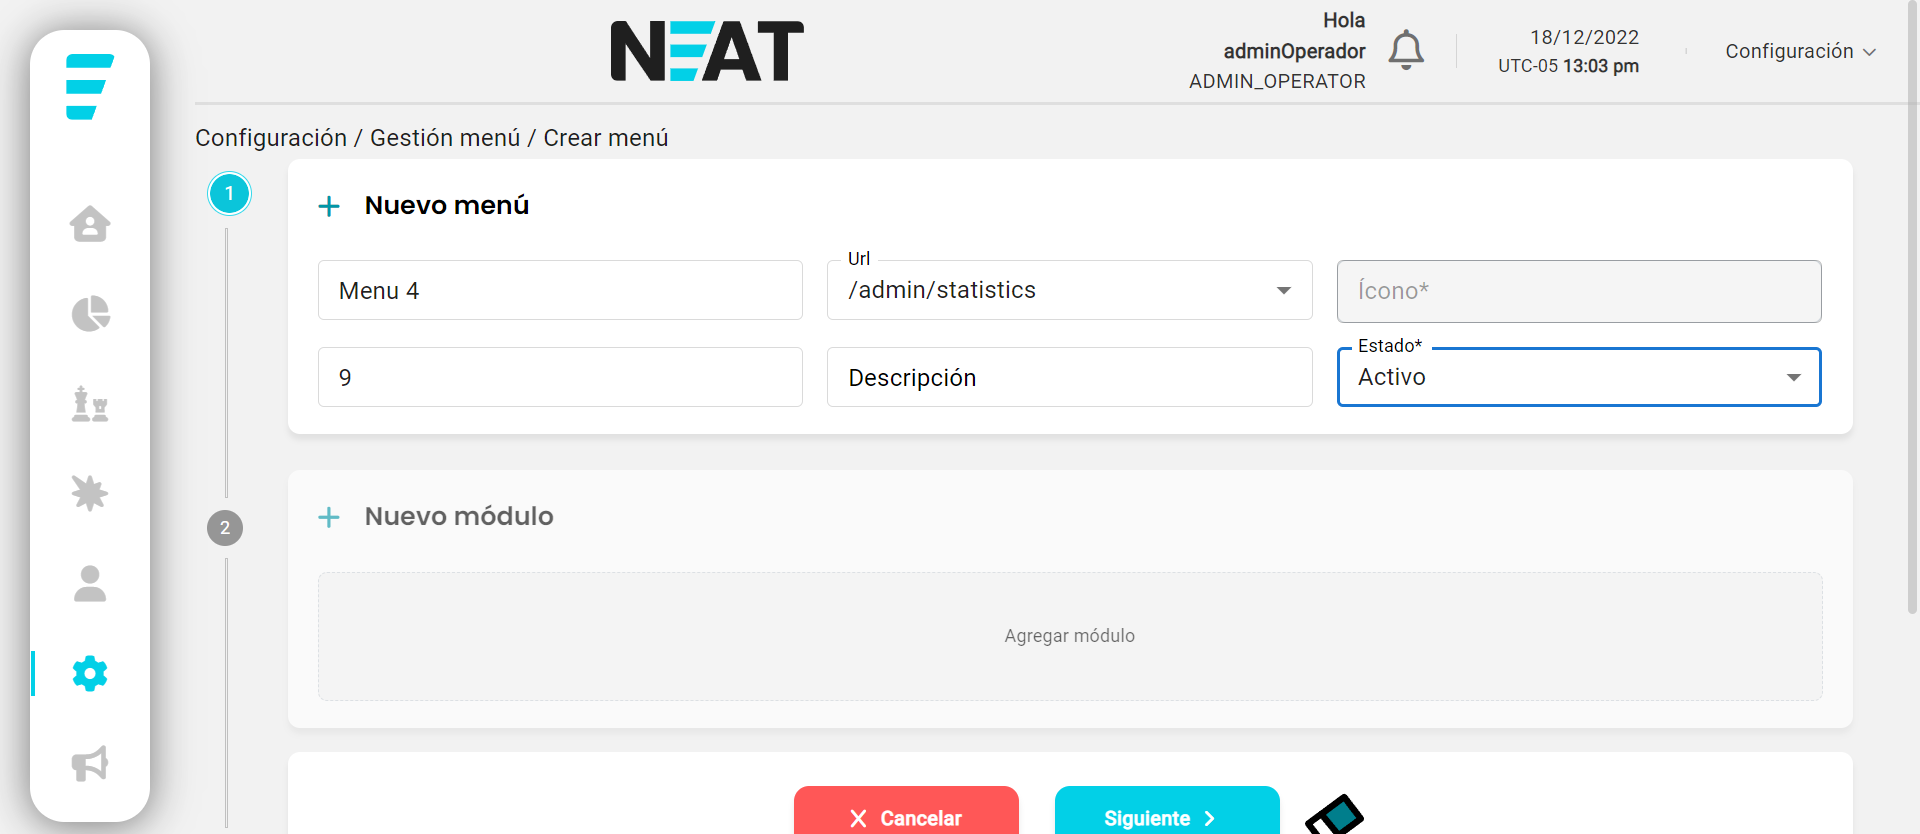 NEAT
Hola
adminOperador
ADMIN_OPERATOR
18/12/2022
UTC-05 13:03 pm
Configuración
Configuración / Gestión menú / Crear menú
1
Nuevo menú
Menu 4
Url
/admin/statistics
Ícono*
9
Descripción
Estado*
Activo
2
Nuevo módulo
Agregar módulo
Cancelar
Siguiente